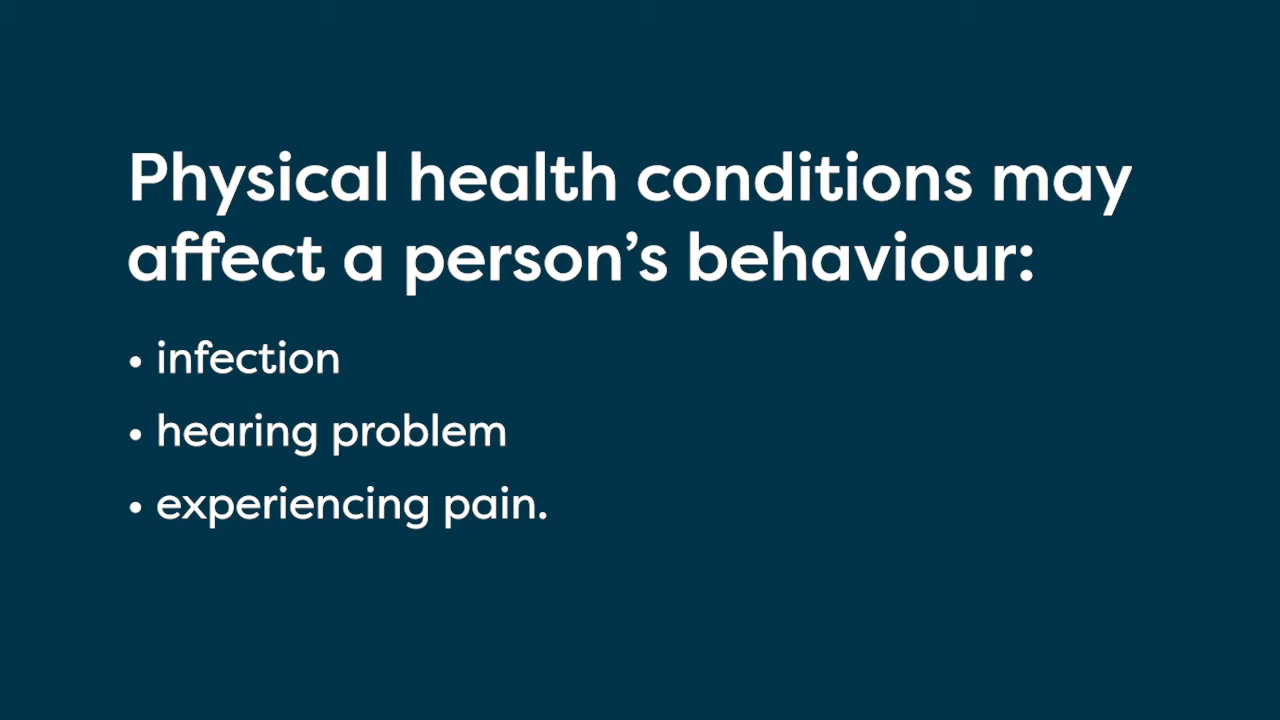 Physical health conditions may
affect a person’s behaviour:
• infection
• hearing problem
• experiencing pain.